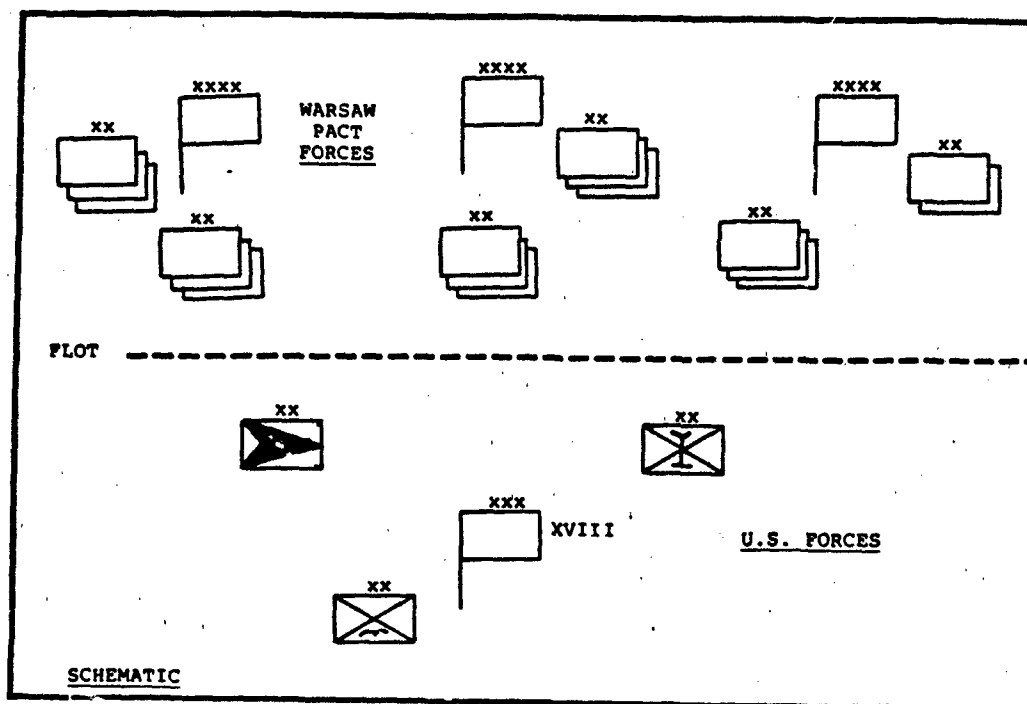 xxxx
xxxx
xxxx
WARSAW
PACT
FORCES
xx
xx
xx
xx
xx
xx
FLOT
xx
xx
xxx
XVIII
U.S. FORCES
xx
SCHEMATIC